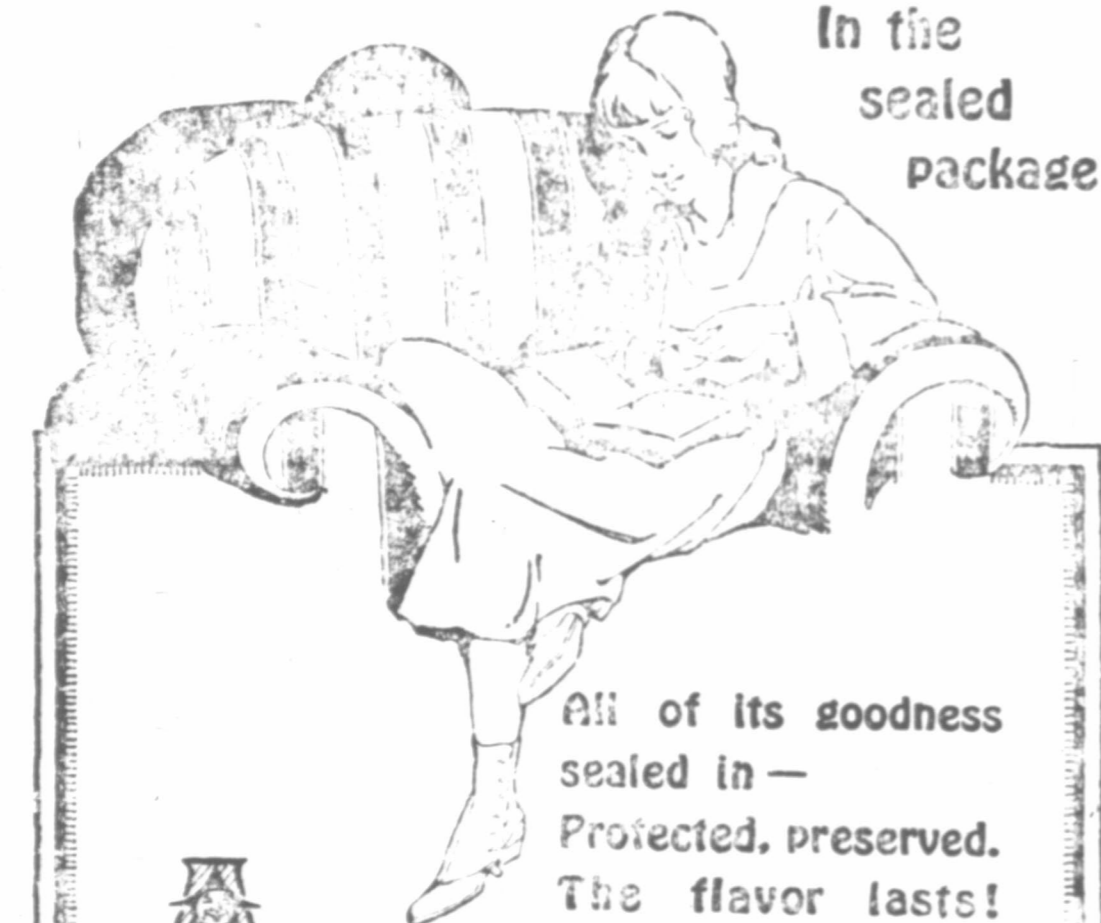 In the
sealed
package
All of its goodness
sealed in —
Protected, preserved.
The flavor lasts!